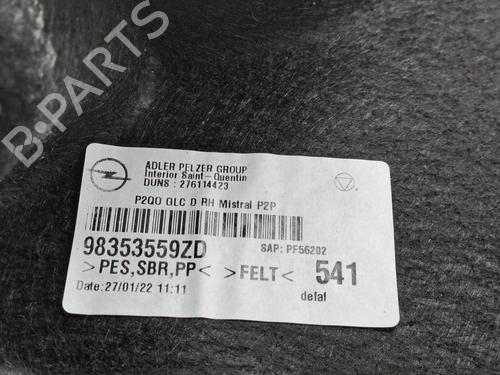 B-PARTS
ADLER PELZER GROUP
Interior Saint-Quentin
DUNS : 276114423
P2QO GLC D RH Mistral P2P
98353559ZD
SAP: PF56202
>PES,SBR,PP< >FELT< 541
Date:27/01/22 11:11
defaf